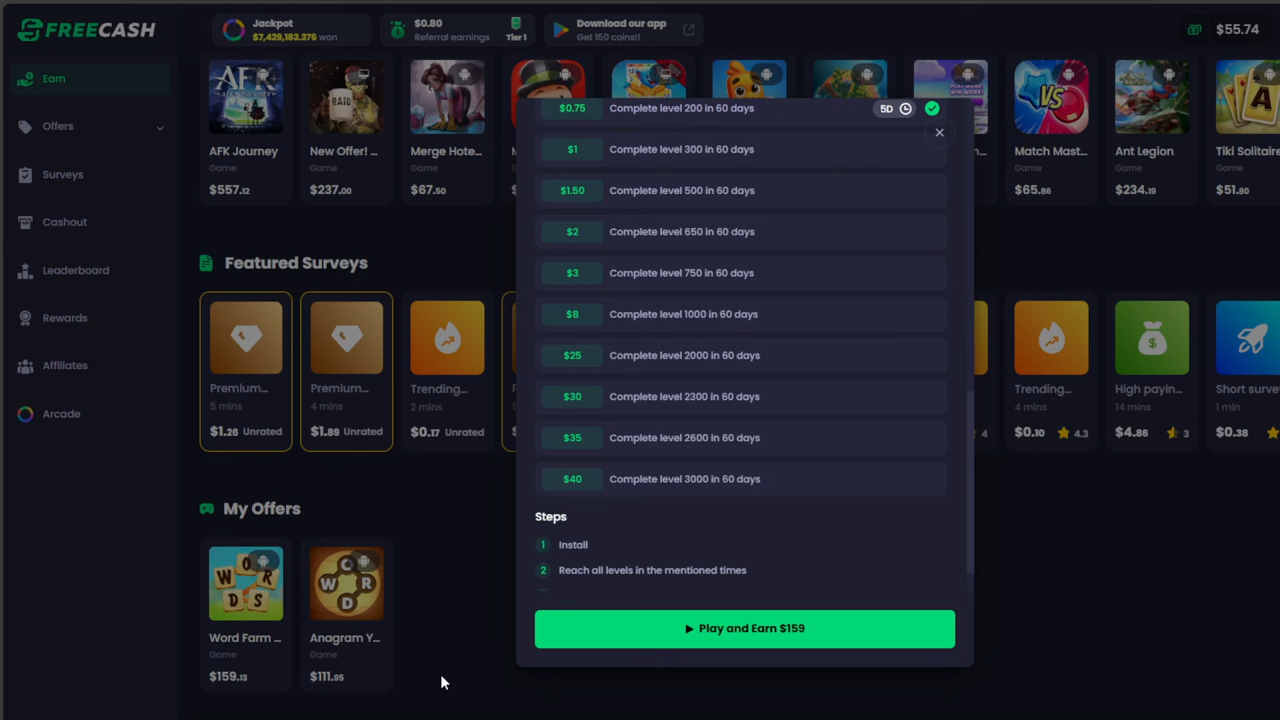 FREECASH
Jackpot
$7,429,183.376 won
$0.80
Referral earnings
Tier 1
Download our app
Get 150 coins!!
$55.74
Earn
Offers
Surveys
Cashout
Leaderboard
Rewards
Affiliates
Arcade
AFK Journey
Game
$557.12
New Offer! ...
Game
$237.00
Merge Hote...
Game
$67.50
Match Mast...
Game
$65.86
Ant Legion
Game
$234.19
Tiki Solitaire
Game
$51.80
$0.75 Complete level 200 in 60 days 5D
$1 Complete level 300 in 60 days
$1.50 Complete level 500 in 60 days
$2 Complete level 650 in 60 days
$3 Complete level 750 in 60 days
$8 Complete level 1000 in 60 days
$25 Complete level 2000 in 60 days
$30 Complete level 2300 in 60 days
$35 Complete level 2600 in 60 days
$40 Complete level 3000 in 60 days
Steps
1 Install
2 Reach all levels in the mentioned times
▶ Play and Earn $159
Featured Surveys
Premium...
5 mins
$1.26 Unrated
Premium...
4 mins
$1.89 Unrated
Trending...
2 mins
$0.17 Unrated
4
Trending...
4 mins
$0.10 4.3
High payin...
14 mins
$4.86 3
Short surve
1 min
$0.38
My Offers
WORDS
Word Farm ...
Game
$159.13
WORD
Anagram Y...
Game
$111.95